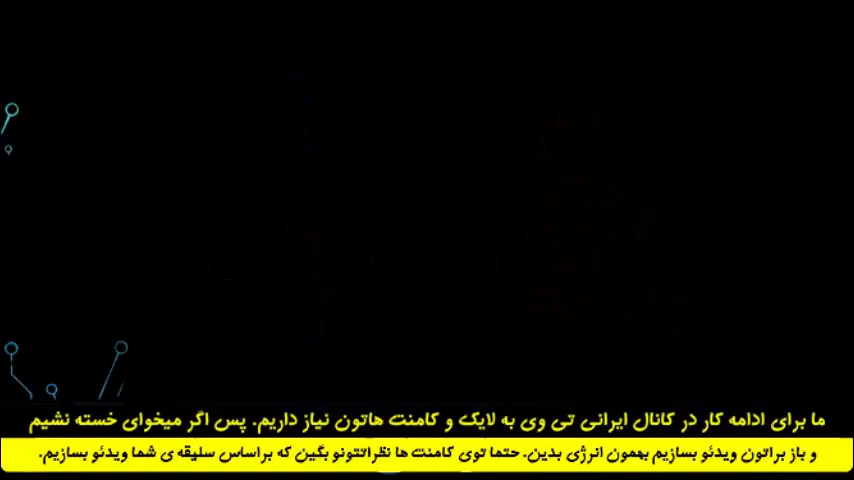 ما برای ادامه کار در کانال ایرانی تی وی به لایک و کامنت هاتون نیاز داریم. پس اگر میخوای خسته نشیم
و باز براتون ویدئو بسازیم بهمون انرژی بدین. حتما توی کامنت ها نظراتتونو بگین که براساس سلیقه ی شما ویدئو بسازیم.